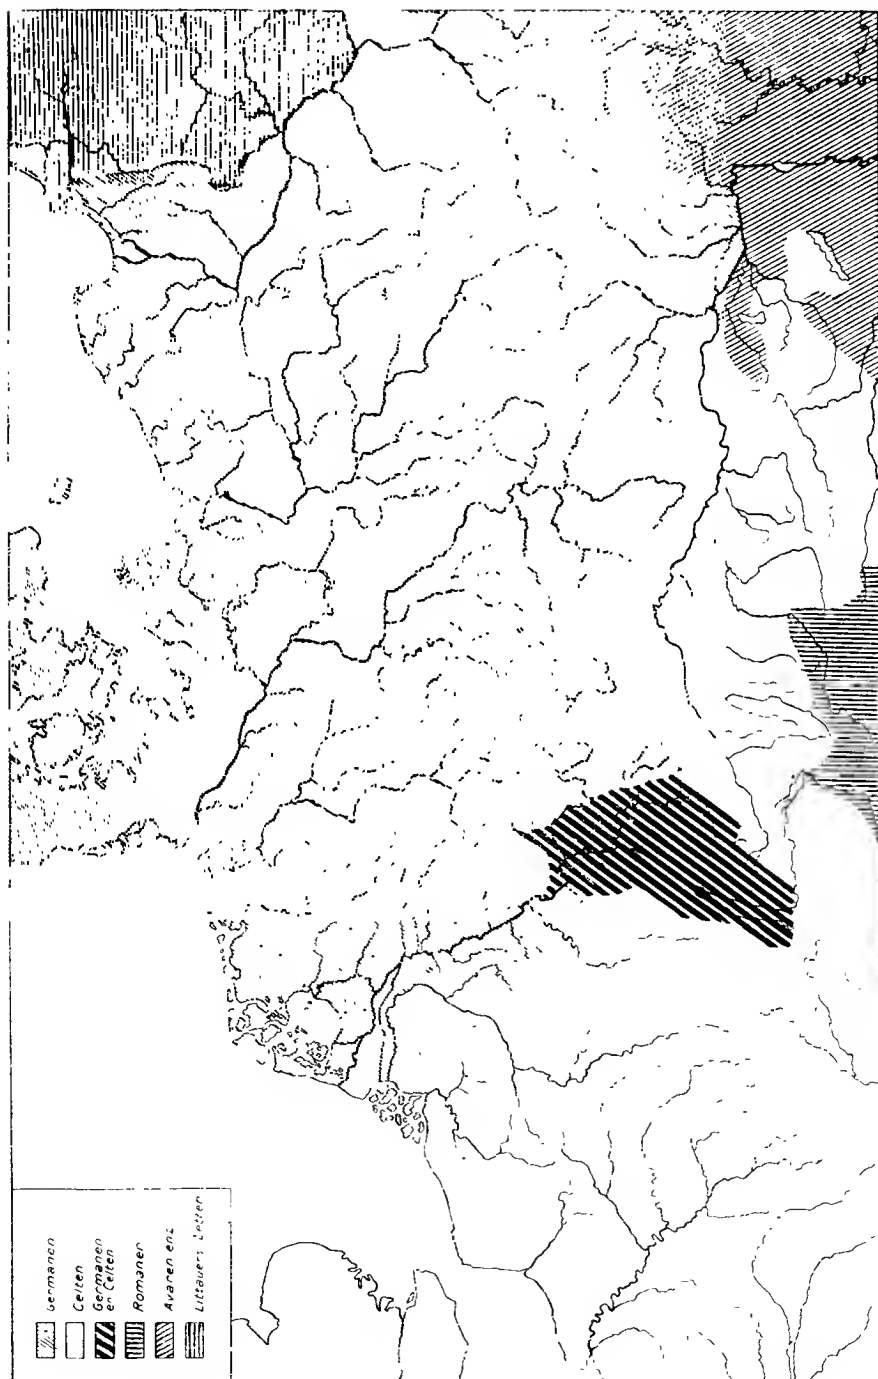 Germanen
Celten
Germanen
en Celten
Romanen
Avaren enz
Littauers Letten